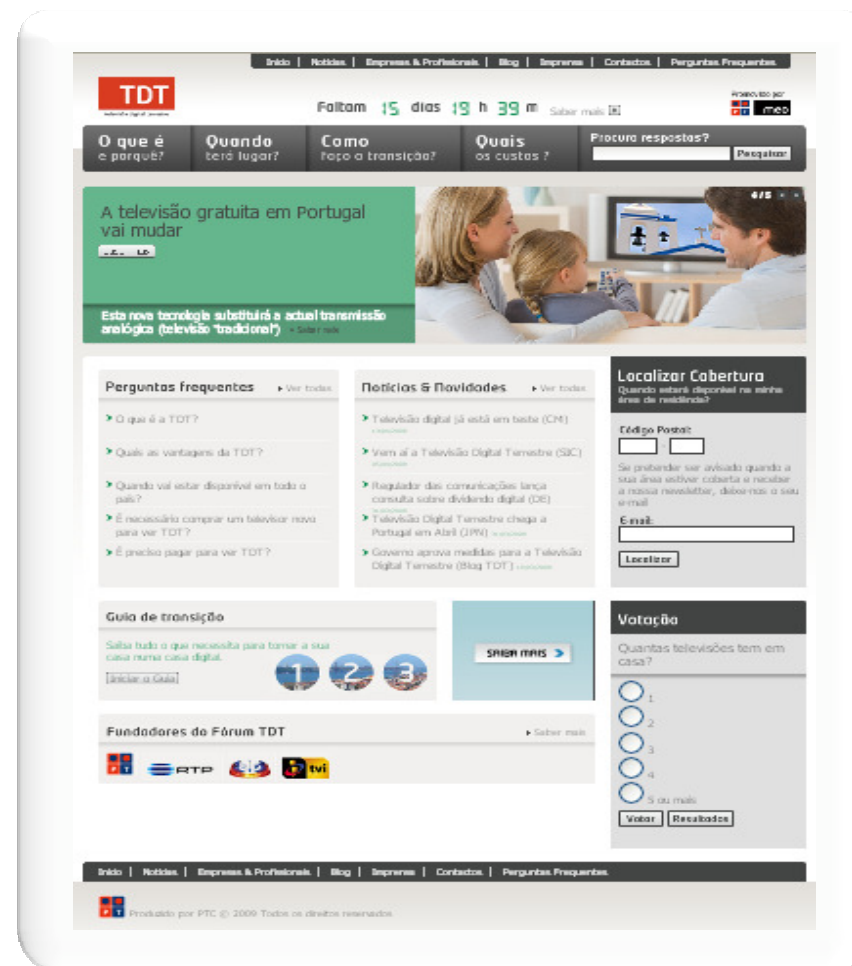 Início | Notícias | Empresas & Profissionais | Blog | Imprensa | Contactos | Perguntas Frequentes
TDT
televisão digital terrestre
Faltam 15 dias 19 h 39 m Saber mais
Promovido por
PT meo
O que é
e porquê?
Quando
terá lugar?
Como
faço a transição?
Quais
os custos ?
Procura respostas?
Pesquisar
A televisão gratuita em Portugal
vai mudar
4/5
Esta nova tecnologia substituirá a actual transmissão
analógica (televisão "tradicional") Saber mais
Perguntas frequentes
Ver todas
O que é a TDT?
Quais as vantagens da TDT?
Quando vai estar disponível em todo o
país?
É necessário comprar um televisor novo
para ver TDT?
É preciso pagar para ver TDT?
Notícias & Novidades
Ver todas
Televisão digital já está em teste (CM)
Vem aí a Televisão Digital Terrestre (SIC)
Regulador das comunicações lança
consulta sobre dividendo digital (DE)
Televisão Digital Terrestre chega a
Portugal em Abril (JPN)
Governo aprova medidas para a Televisão
Digital Terrestre (Blog TDT)
Localizar Cobertura
Quando estará disponível na minha
área de residência?
Código Postal:
-
Se pretender ser avisado quando a
sua área estiver coberta e receber
a nossa newsletter, deixe-nos o seu
e-mail
E-mail:
Localizar
Guia de transição
Saiba tudo o que necessita para tornar a sua
casa numa casa digital.
Iniciar o Guia
1 2 3
SAIBA MAIS
Votação
Quantas televisões tem em
casa?
1
2
3
4
5 ou mais
Votar Resultados
Fundadores do Fórum TDT
Saber mais
PT RTP SIC tvi
Início | Notícias | Empresas & Profissionais | Blog | Imprensa | Contactos | Perguntas Frequentes
PT Produzido por PTC © 2009 Todos os direitos reservados